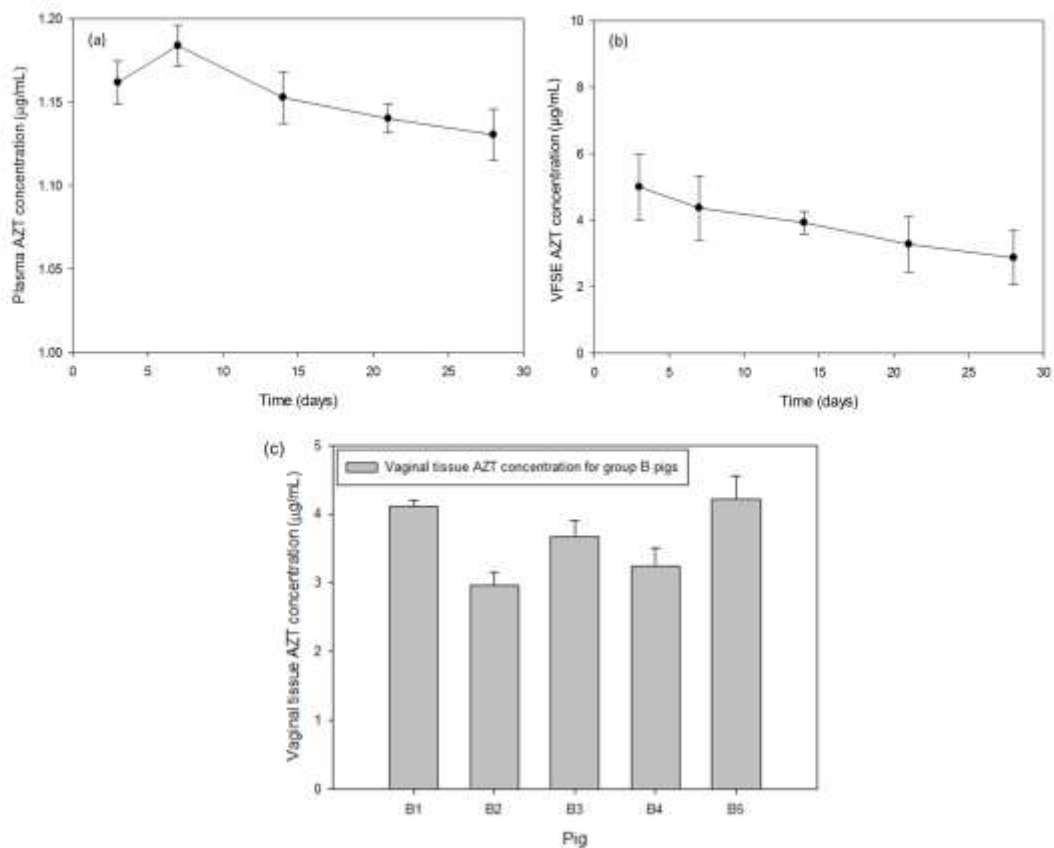 (a)
Plasma AZT concentration (μg/mL)
1.20
1.15
1.10
1.05
1.00
0 5 10 15 20 25 30
Time (days)
(b)
VFSE AZT concentration (μg/mL)
10
8
6
4
2
0
0 5 10 15 20 25 30
Time (days)
(c)
Vaginal tissue AZT concentration (μg/mL)
5
4
3
2
1
0
Vaginal tissue AZT concentration for group B pigs
B1 B2 B3 B4 B5
Pig